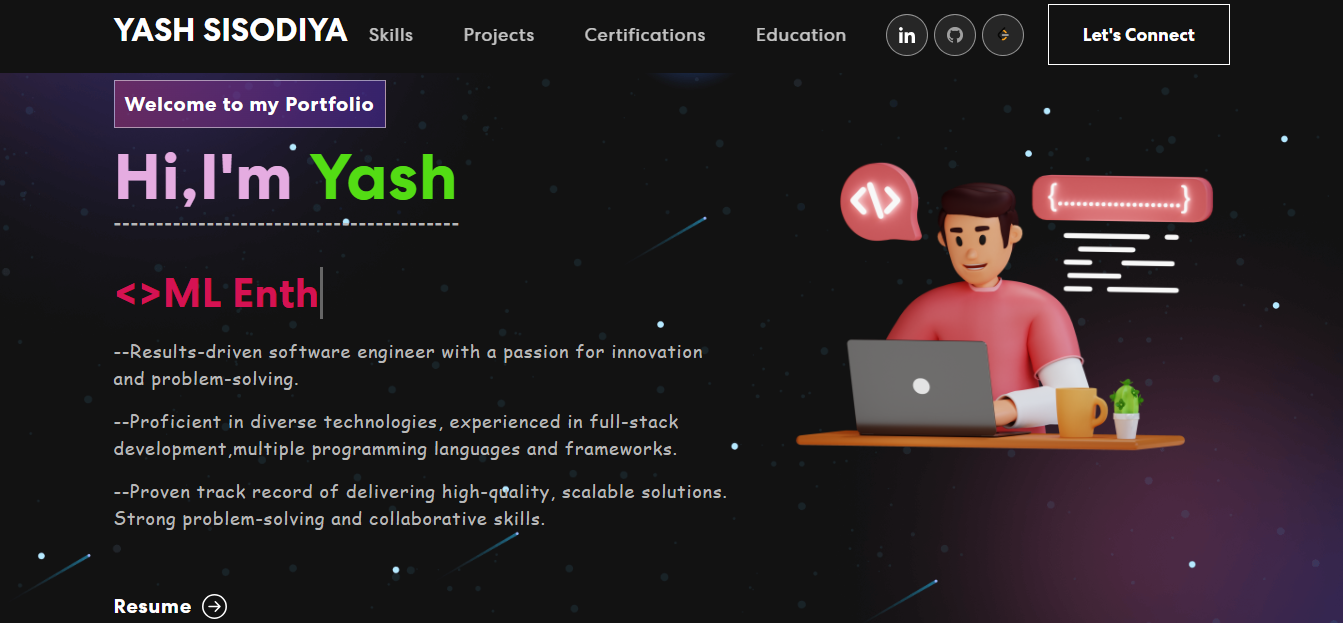 YASH SISODIYA
Skills
Projects
Certifications
Education
in
Let's Connect
Welcome to my Portfolio
Hi,I'm Yash
</>
{....................}
<>ML Enth
--Results-driven software engineer with a passion for innovation
and problem-solving.
--Proficient in diverse technologies, experienced in full-stack
development,multiple programming languages and frameworks.
--Proven track record of delivering high-quality, scalable solutions.
Strong problem-solving and collaborative skills.
Resume